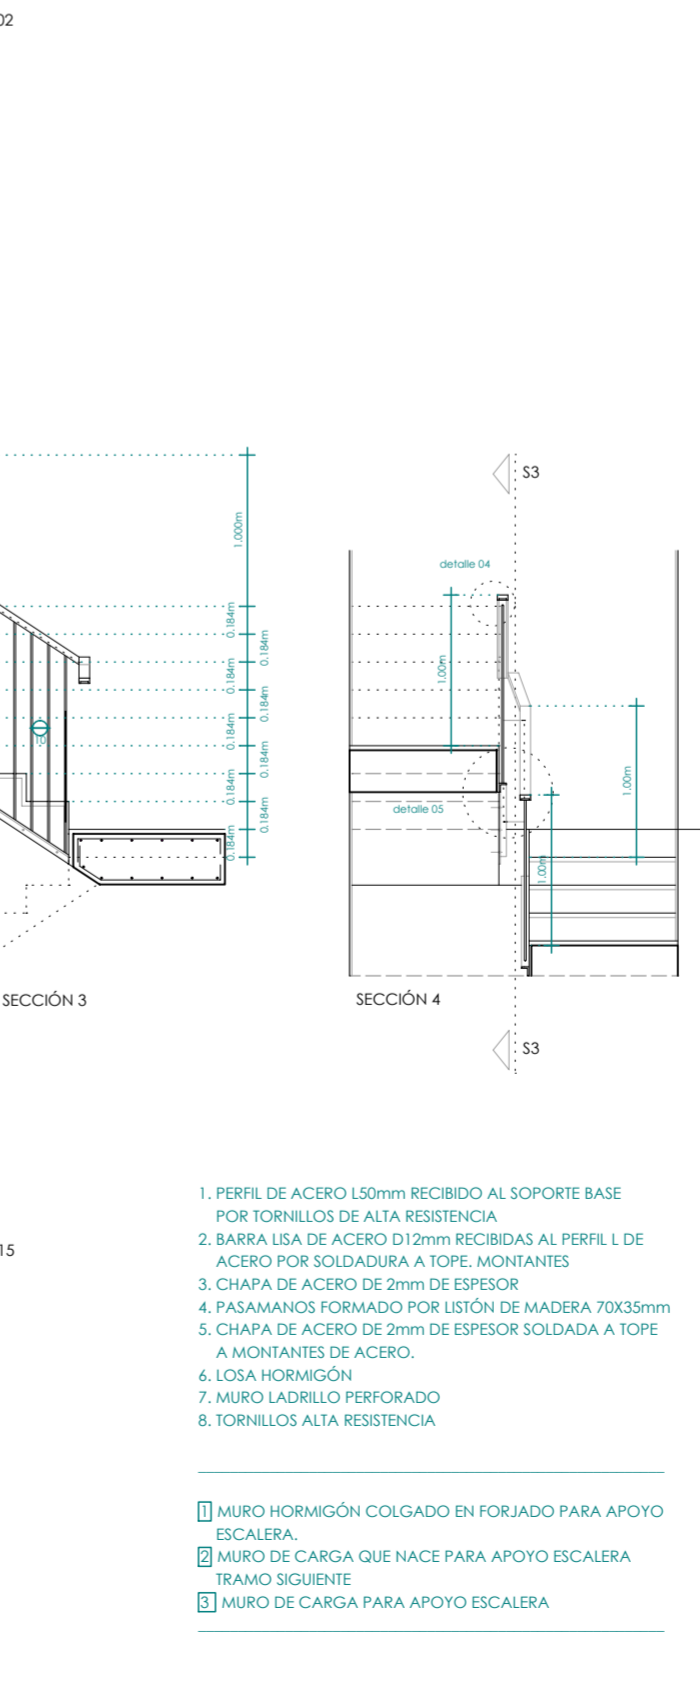 02
1.000m
0.184m
0.184m
0.184m
0.184m
0.184m
0.184m
0.184m
0.184m
0.184m
10
SECCIÓN 3
S3
detalle 04
1.00m
1.00m
detalle 05
1.00m
SECCIÓN 4
S3
15
1. PERFIL DE ACERO L50mm RECIBIDO AL SOPORTE BASE
POR TORNILLOS DE ALTA RESISTENCIA
2. BARRA LISA DE ACERO D12mm RECIBIDAS AL PERFIL L DE
ACERO POR SOLDADURA A TOPE. MONTANTES
3. CHAPA DE ACERO DE 2mm DE ESPESOR
4. PASAMANOS FORMADO POR LISTÓN DE MADERA 70X35mm
5. CHAPA DE ACERO DE 2mm DE ESPESOR SOLDADA A TOPE
A MONTANTES DE ACERO.
6. LOSA HORMIGÓN
7. MURO LADRILLO PERFORADO
8. TORNILLOS ALTA RESISTENCIA
1 MURO HORMIGÓN COLGADO EN FORJADO PARA APOYO
ESCALERA.
2 MURO DE CARGA QUE NACE PARA APOYO ESCALERA
TRAMO SIGUIENTE
3 MURO DE CARGA PARA APOYO ESCALERA